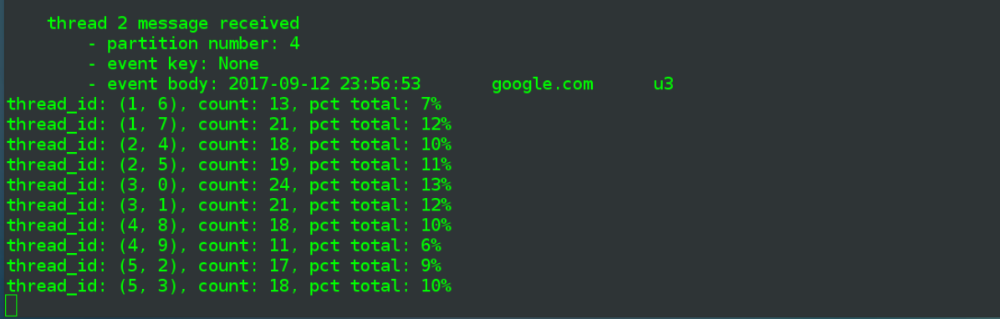 thread 2 message received
- partition number: 4
- event key: None
- event body: 2017-09-12 23:56:53 google.com u3
thread_id: (1, 6), count: 13, pct total: 7%
thread_id: (1, 7), count: 21, pct total: 12%
thread_id: (2, 4), count: 18, pct total: 10%
thread_id: (2, 5), count: 19, pct total: 11%
thread_id: (3, 0), count: 24, pct total: 13%
thread_id: (3, 1), count: 21, pct total: 12%
thread_id: (4, 8), count: 18, pct total: 10%
thread_id: (4, 9), count: 11, pct total: 6%
thread_id: (5, 2), count: 17, pct total: 9%
thread_id: (5, 3), count: 18, pct total: 10%